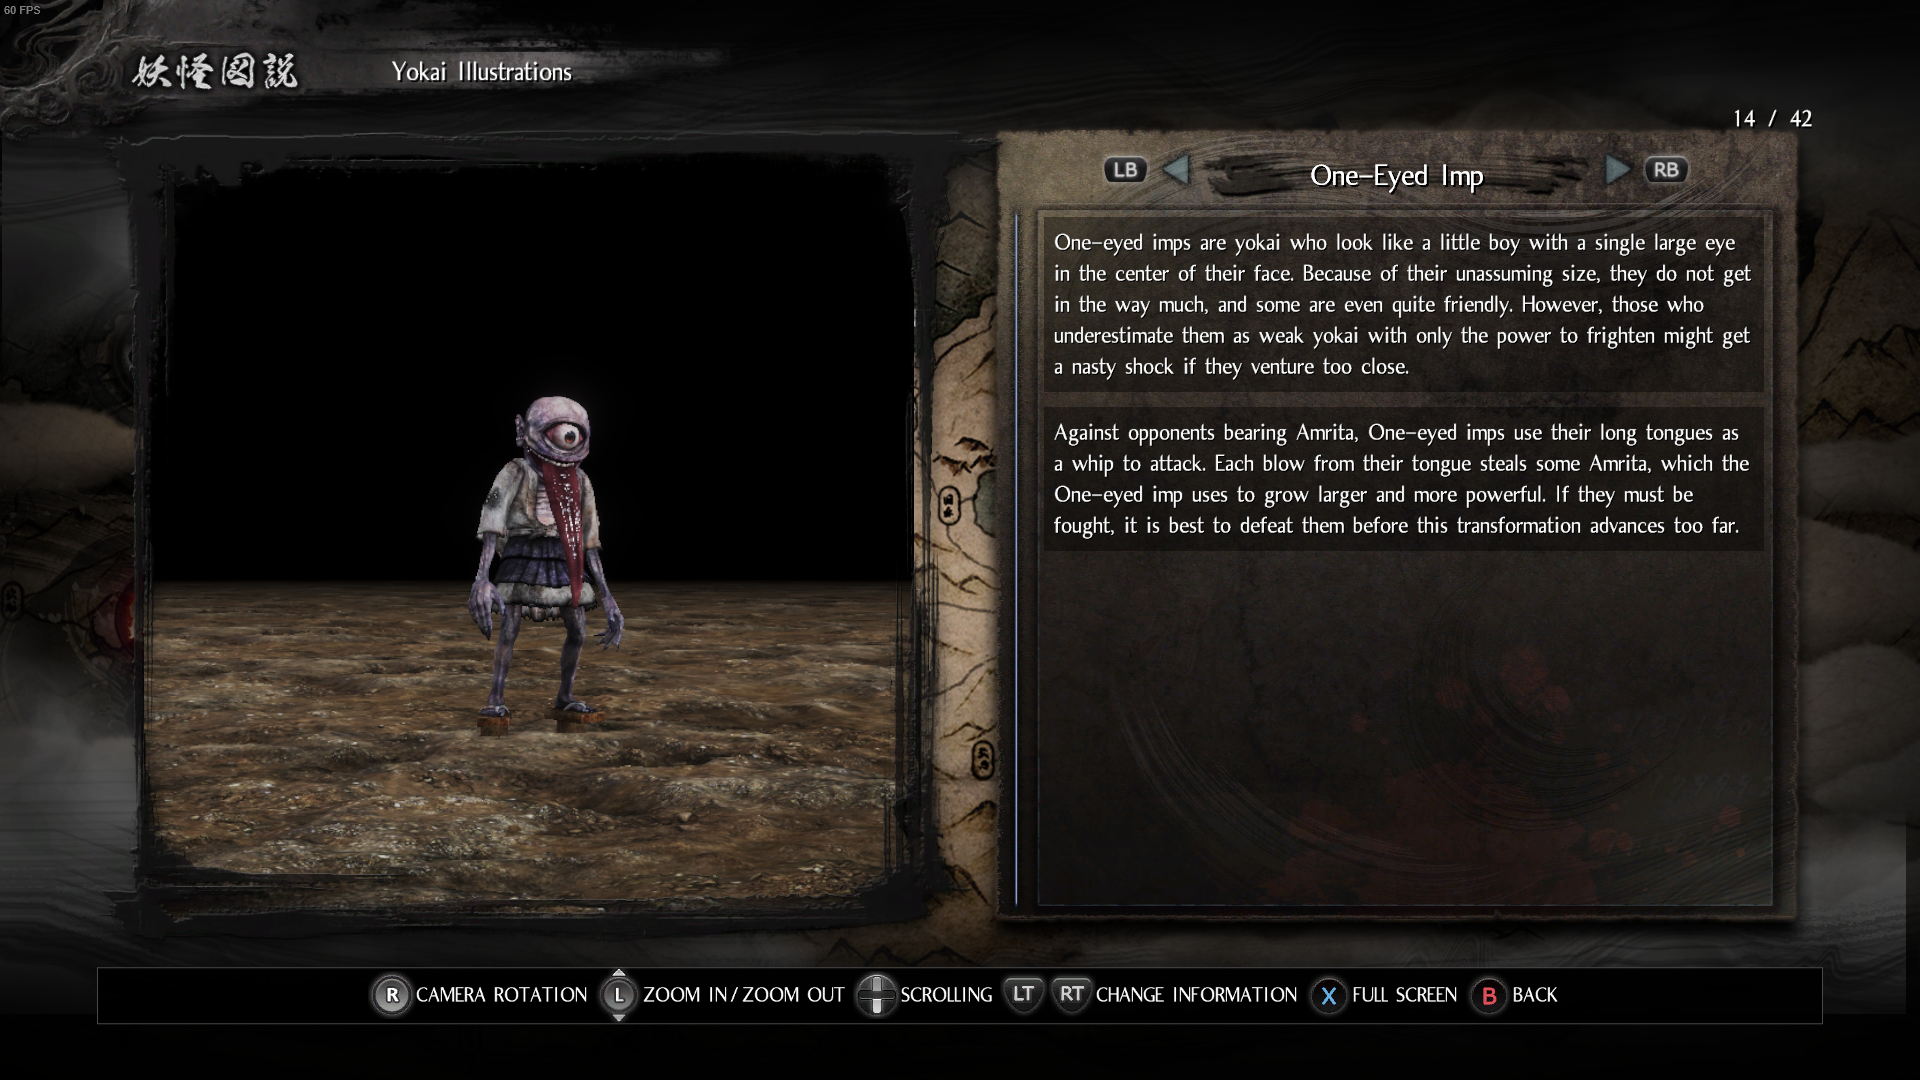 60 FPS
妖怪図説
Yokai Illustrations
14 / 42
LB
One-Eyed Imp
RB
One-eyed imps are yokai who look like a little boy with a single large eye
in the center of their face. Because of their unassuming size, they do not get
in the way much, and some are even quite friendly. However, those who
underestimate them as weak yokai with only the power to frighten might get
a nasty shock if they venture too close.
Against opponents bearing Amrita, One-eyed imps use their long tongues as
a whip to attack. Each blow from their tongue steals some Amrita, which the
One-eyed imp uses to grow larger and more powerful. If they must be
fought, it is best to defeat them before this transformation advances too far.
R CAMERA ROTATION L ZOOM IN/ZOOM OUT SCROLLING LT RT CHANGE INFORMATION X FULL SCREEN B BACK